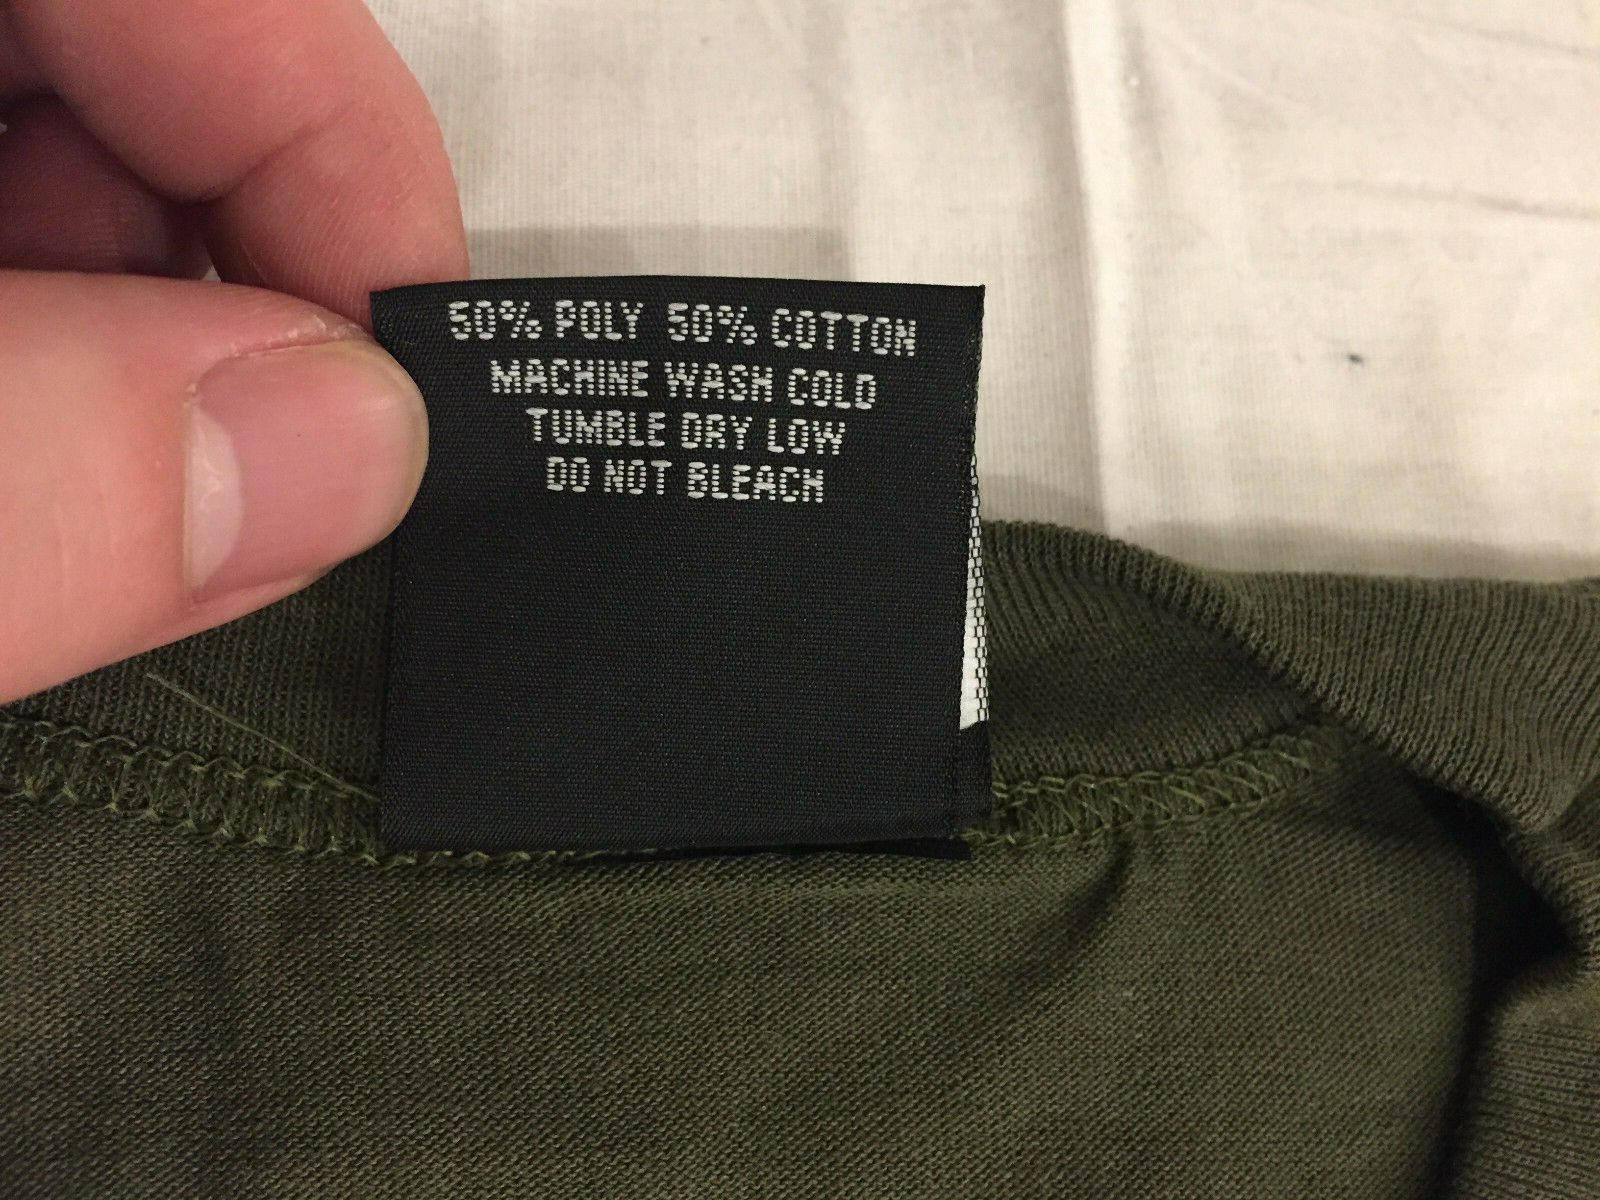 50% POLY 50% COTTON
MACHINE WASH COLD
TUMBLE DRY LOW
DO NOT BLEACH